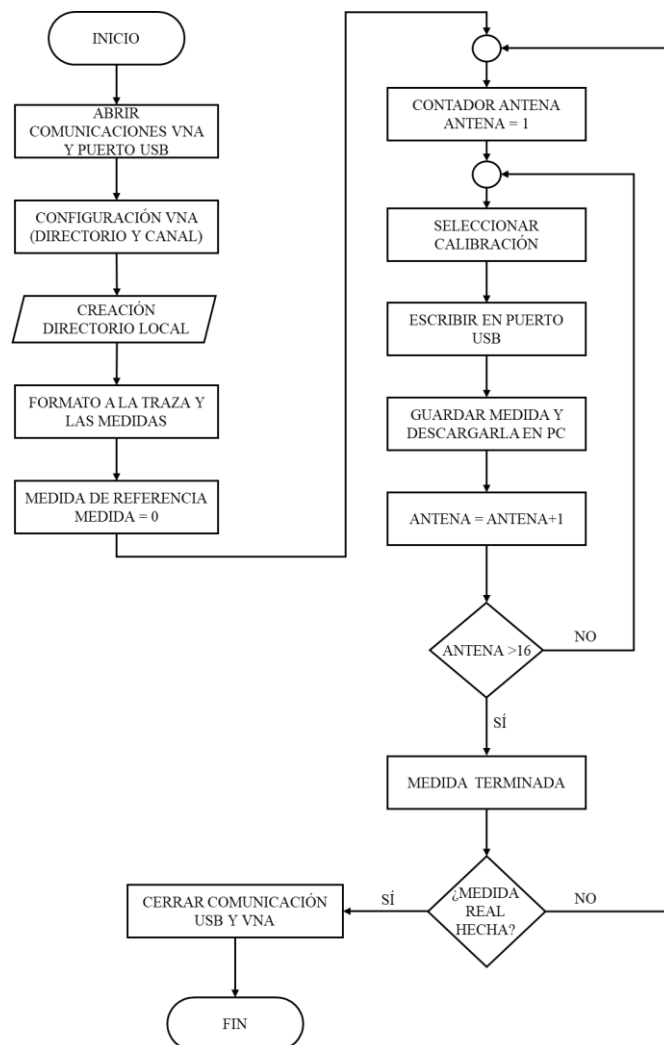 INICIO
ABRIR
COMUNICACIONES VNA
Y PUERTO USB
CONFIGURACIÓN VNA
(DIRECTORIO Y CANAL)
CREACIÓN
DIRECTORIO LOCAL
FORMATO A LA TRAZA Y
LAS MEDIDAS
MEDIDA DE REFERENCIA
MEDIDA = 0
CONTADOR ANTENA
ANTENA = 1
SELECCIONAR
CALIBRACIÓN
ESCRIBIR EN PUERTO
USB
GUARDAR MEDIDA Y
DESCARGARLA EN PC
ANTENA = ANTENA+1
ANTENA >16
NO
SÍ
MEDIDA TERMINADA
¿MEDIDA
REAL
HECHA?
NO
SÍ
CERRAR COMUNICACIÓN
USB Y VNA
FIN